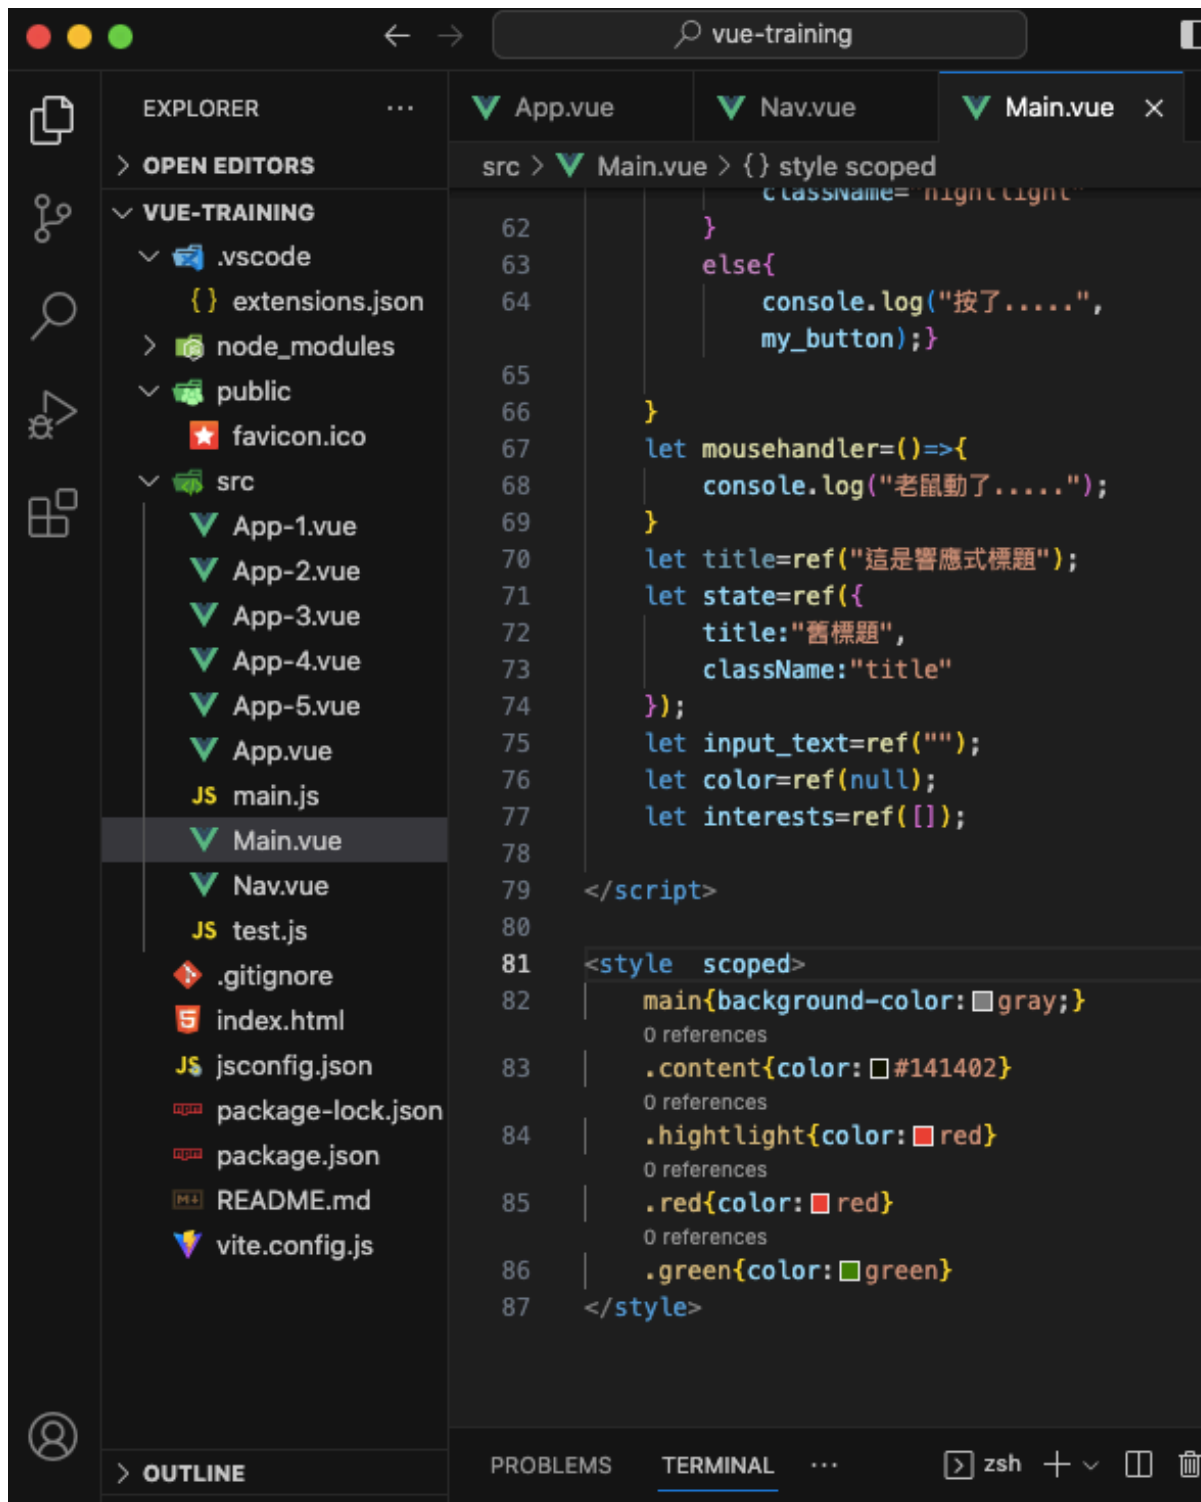 vue-training
EXPLORER
App.vue
Nav.vue
Main.vue
OPEN EDITORS
src > Main.vue > {} style scoped
VUE-TRAINING
.vscode
{} extensions.json
node_modules
public
favicon.ico
src
App-1.vue
App-2.vue
App-3.vue
App-4.vue
App-5.vue
App.vue
JS main.js
Main.vue
Nav.vue
JS test.js
.gitignore
index.html
JS jsconfig.json
package-lock.json
package.json
README.md
vite.config.js
OUTLINE
className="hightlight"
62 }
63 else{
64 console.log("按了.....",
my_button);}
65
66 }
67 let mousehandler=()=>{
68 console.log("老鼠動了.....");
69 }
70 let title=ref("這是響應式標題");
71 let state=ref({
72 title:"舊標題",
73 className:"title"
74 });
75 let input_text=ref("");
76 let color=ref(null);
77 let interests=ref([]);
78
79 </script>
80
81 <style  scoped>
82 main{background-color:gray;}
0 references
83 .content{color:#141402}
0 references
84 .hightlight{color:red}
0 references
85 .red{color:red}
0 references
86 .green{color:green}
87 </style>
PROBLEMS
TERMINAL
zsh